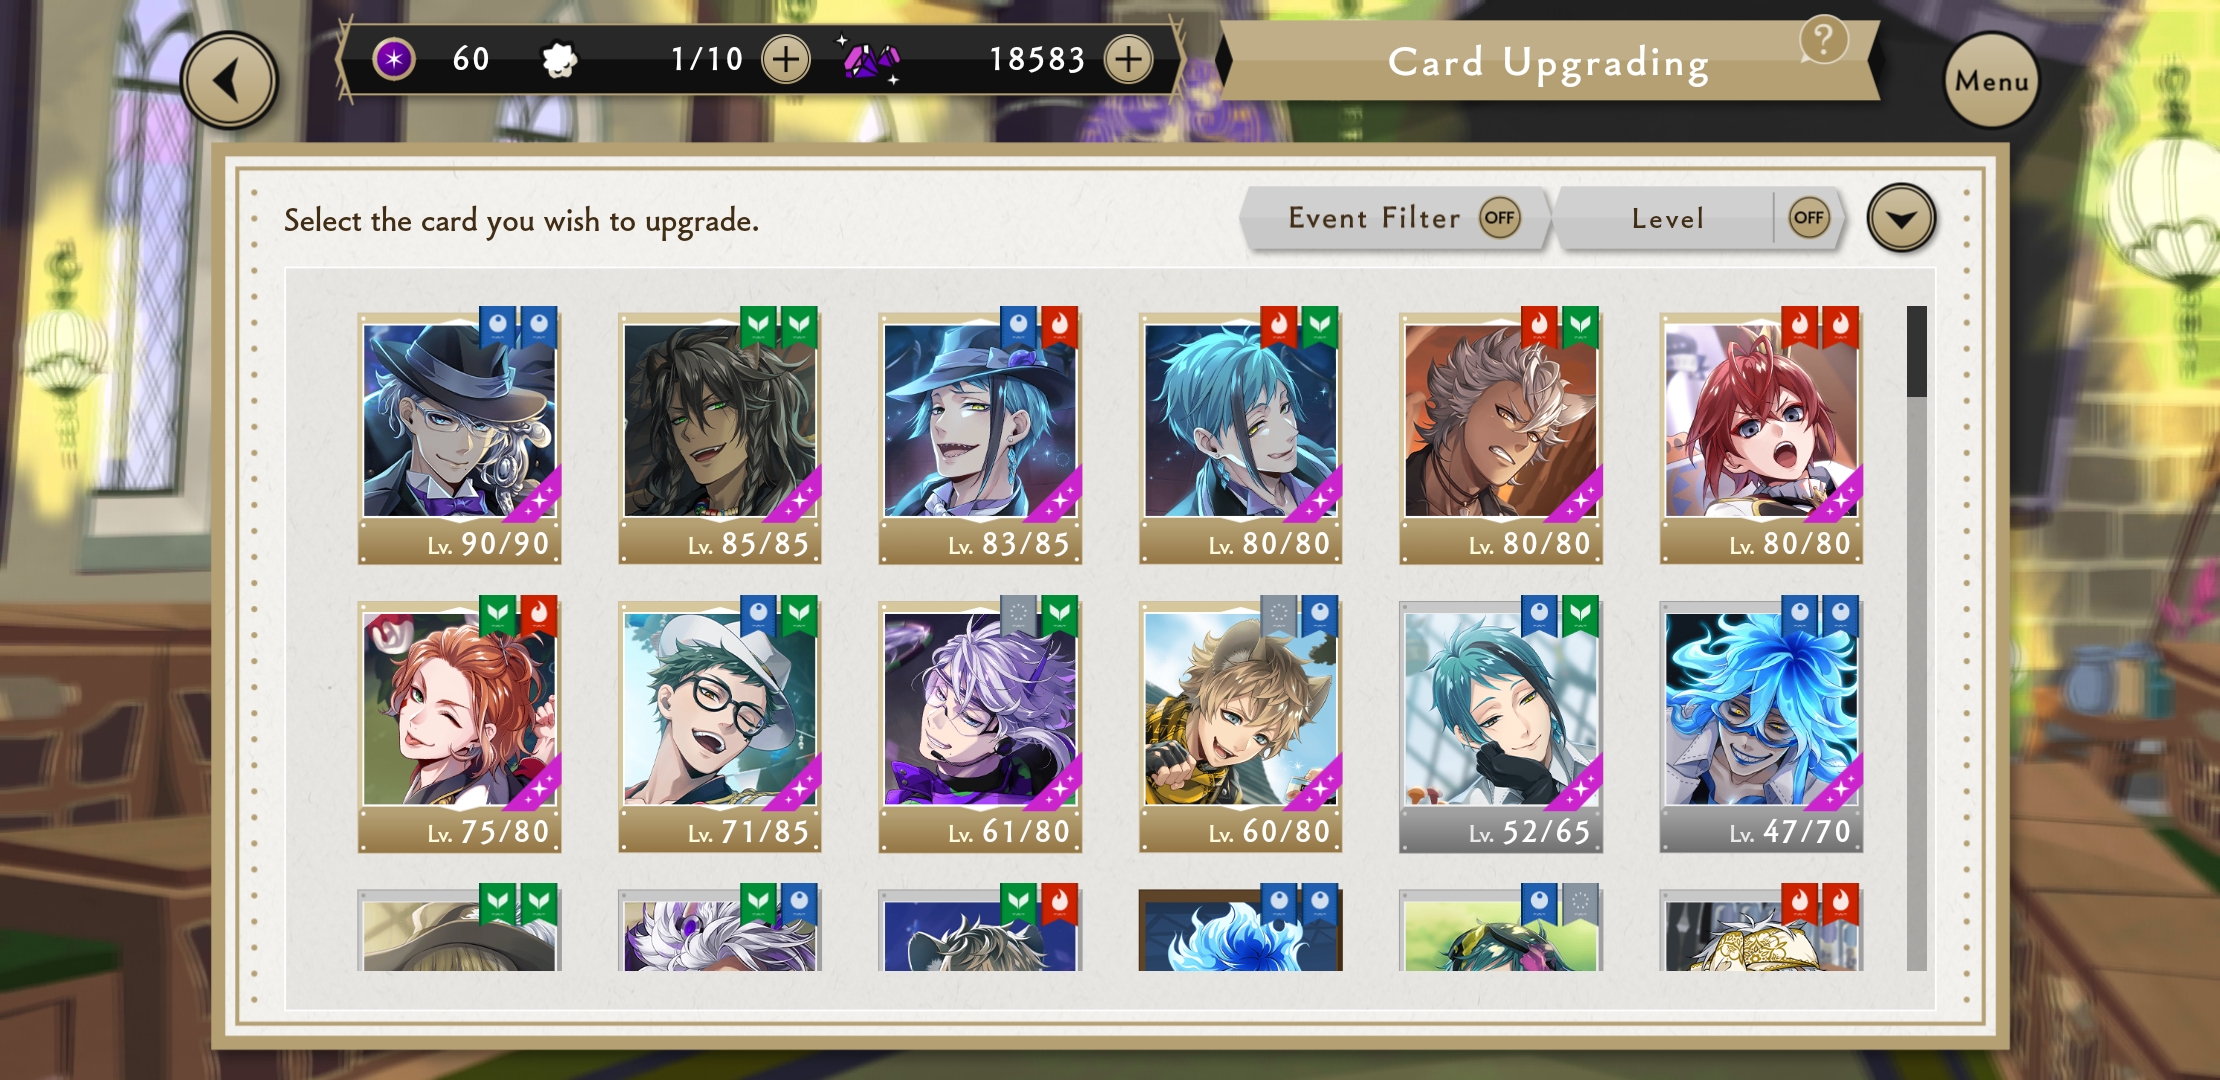 60 1/10 18583 Card Upgrading ? Menu
Select the card you wish to upgrade. Event Filter OFF Level OFF
Lv. 90/90 Lv. 85/85 Lv. 83/85 Lv. 80/80 Lv. 80/80 Lv. 80/80
Lv. 75/80 Lv. 71/85 Lv. 61/80 Lv. 60/80 Lv. 52/65 Lv. 47/70